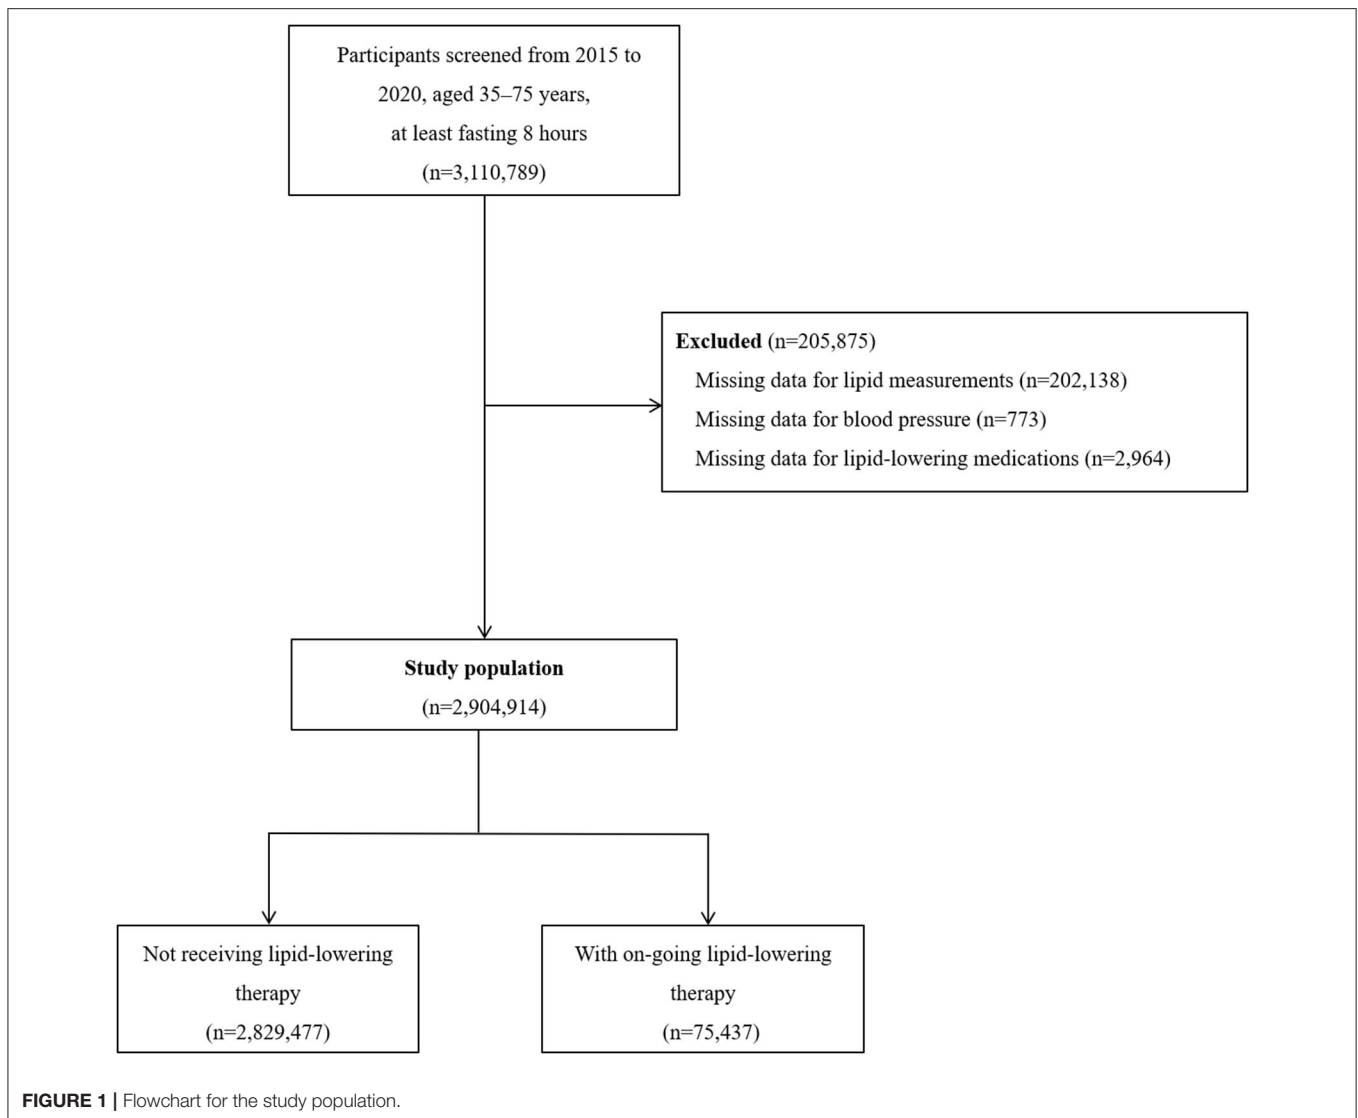 Participants screened from 2015 to
2020, aged 35–75 years,
at least fasting 8 hours
(n=3,110,789)
Excluded (n=205,875)
Missing data for lipid measurements (n=202,138)
Missing data for blood pressure (n=773)
Missing data for lipid-lowering medications (n=2,964)
Study population
(n=2,904,914)
Not receiving lipid-lowering
therapy
(n=2,829,477)
With on-going lipid-lowering
therapy
(n=75,437)
FIGURE 1 | Flowchart for the study population.